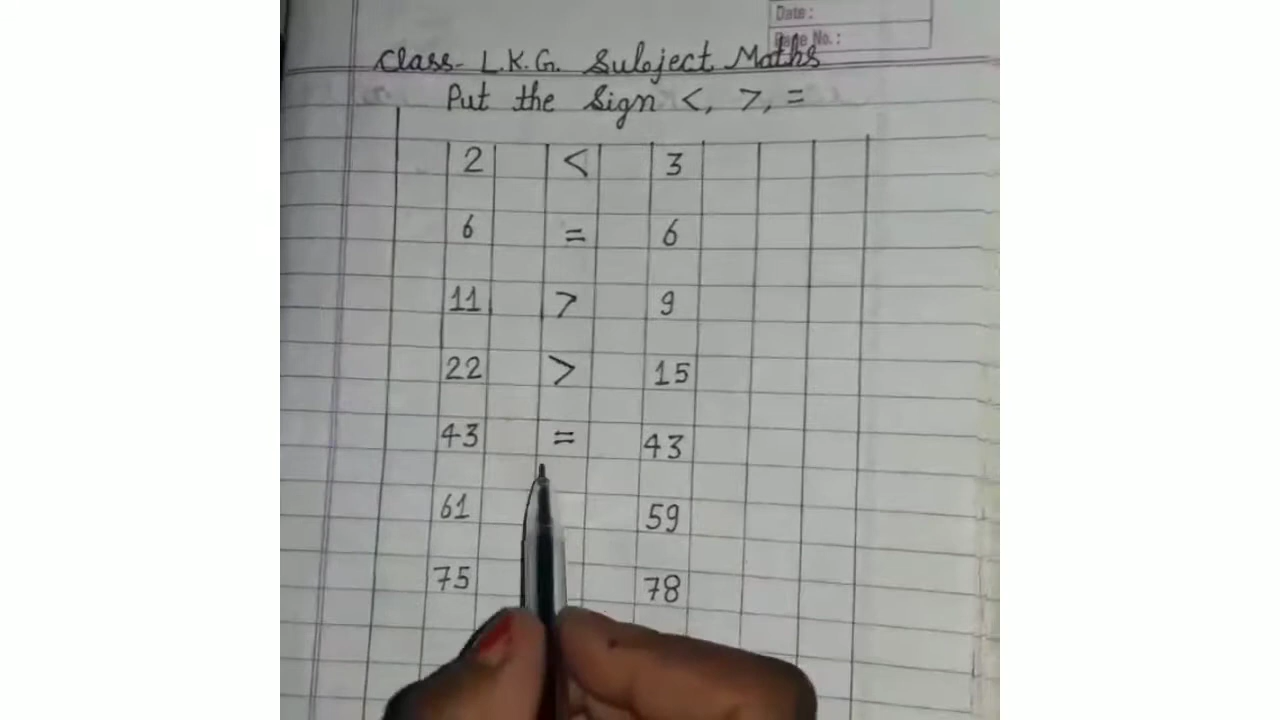 Date :
Page No. :
Class- L.K.G. Subject Maths
Put the Sign <, >, =
2 < 3
6 = 6
11 > 9
22 > 15
43 = 43
61 59
75 78